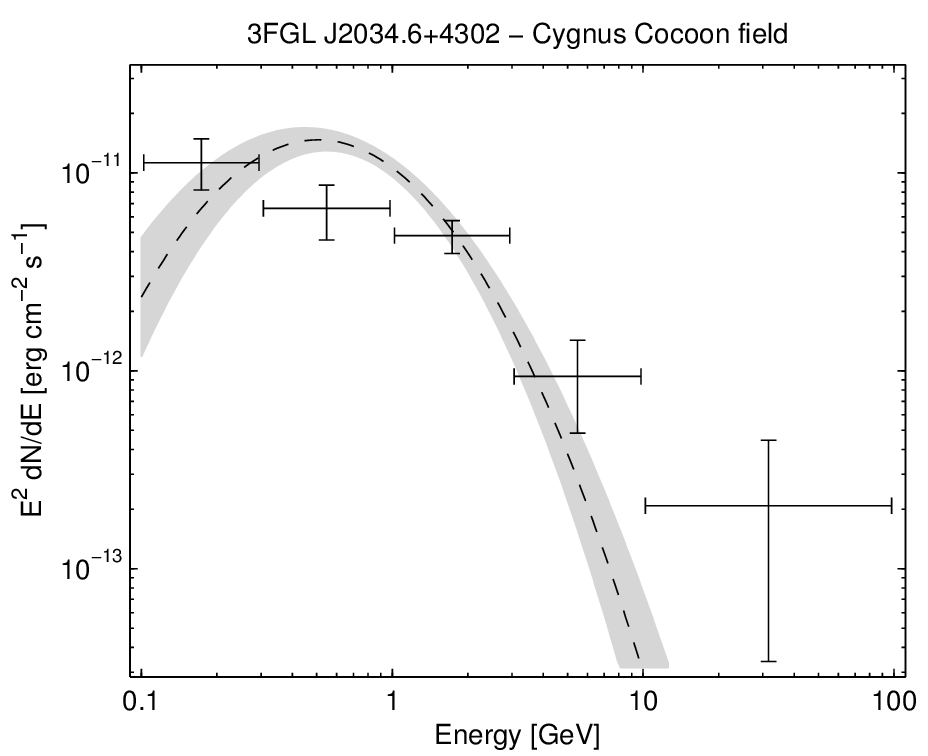 3FGL J2034.6+4302 − Cygnus Cocoon field
E² dN/dE [erg cm⁻² s⁻¹]
10⁻¹¹
10⁻¹²
10⁻¹³
0.1 1 10 100
Energy [GeV]